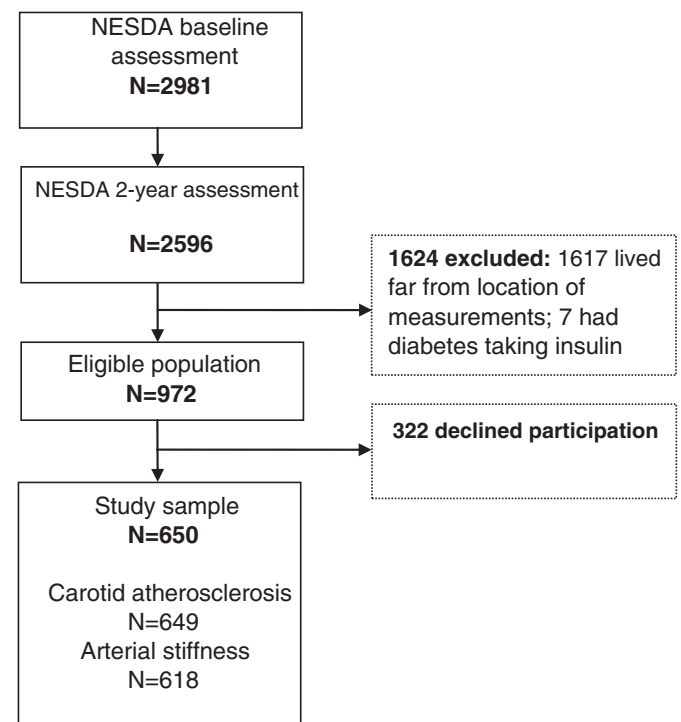 NESDA baseline
assessment
N=2981
NESDA 2-year assessment
N=2596
1624 excluded: 1617 lived
far from location of
measurements; 7 had
diabetes taking insulin
Eligible population
N=972
322 declined participation
Study sample
N=650
Carotid atherosclerosis
N=649
Arterial stiffness
N=618